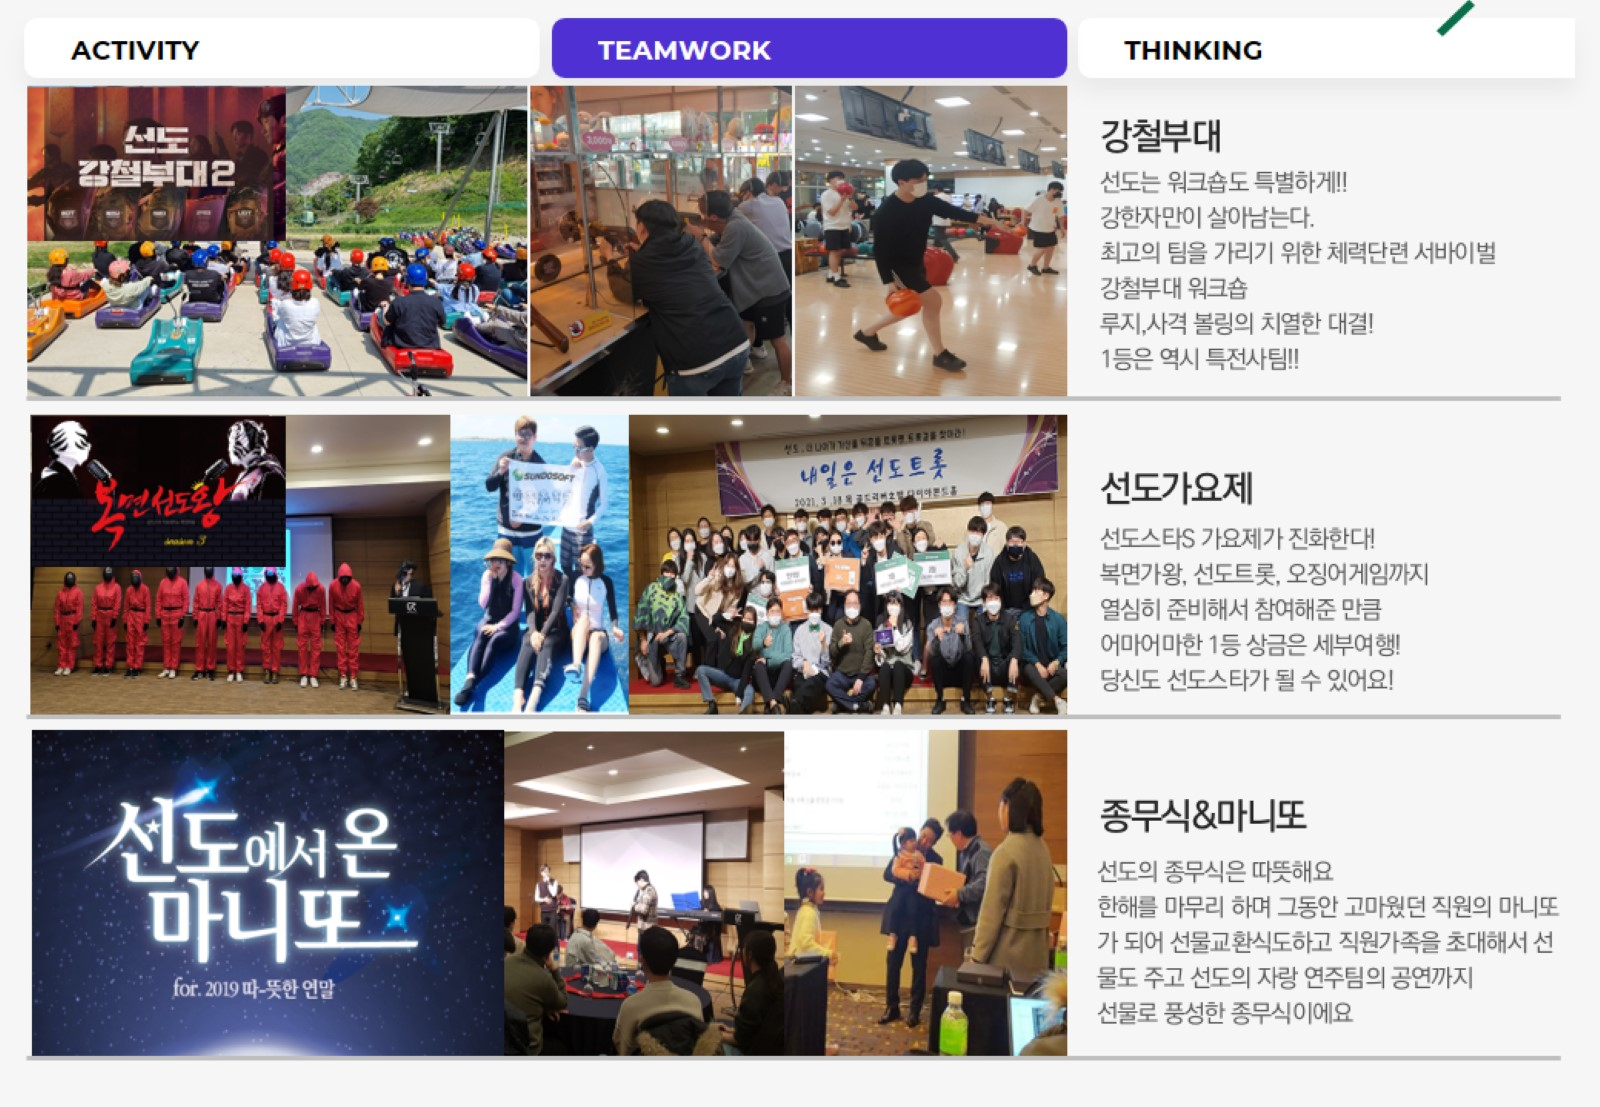 ACTIVITY
TEAMWORK
THINKING
선도
강철부대2
3,000원
강철부대
선도는 워크숍도 특별하게!!
강한자만이 살아남는다.
최고의 팀을 가리기 위한 체력단련 서바이벌
강철부대 워크숍
루지,사격 볼링의 치열한 대결!
1등은 역시 특전사팀!!
복면선도왕
season 3
SUNDOSOFT
내일은 선도트롯
선도가요제
선도스타S 가요제가 진화한다!
복면가왕, 선도트롯, 오징어게임까지
열심히 준비해서 참여해준 만큼
어마어마한 1등 상금은 세부여행!
당신도 선도스타가 될 수 있어요!
선도에서 온
마니또
for. 2019 따-뜻한 연말
종무식&마니또
선도의 종무식은 따뜻해요
한해를 마무리 하며 그동안 고마웠던 직원의 마니또
가 되어 선물교환식도하고 직원가족을 초대해서 선
물도 주고 선도의 자랑 연주팀의 공연까지
선물로 풍성한 종무식이에요